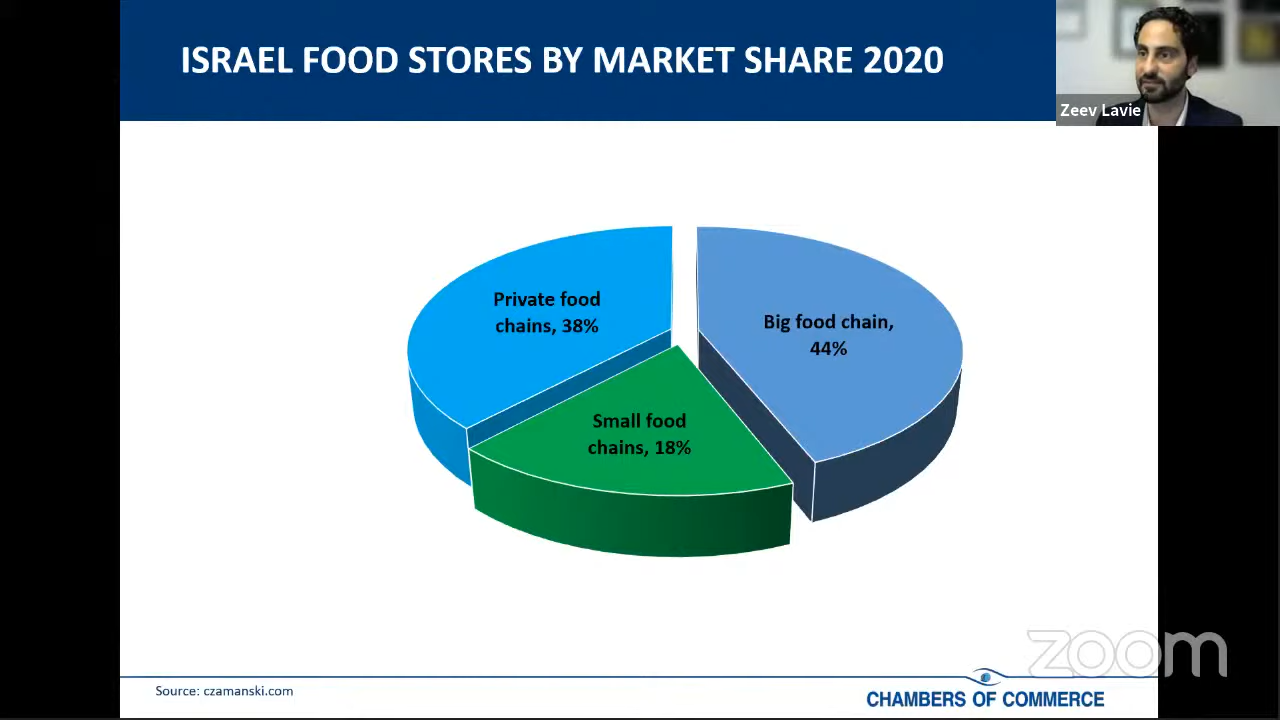 ISRAEL FOOD STORES BY MARKET SHARE 2020
Zeev Lavie
Private food
chains, 38%
Big food chain,
44%
Small food
chains, 18%
zoom
Source: czamanski.com
CHAMBERS OF COMMERCE